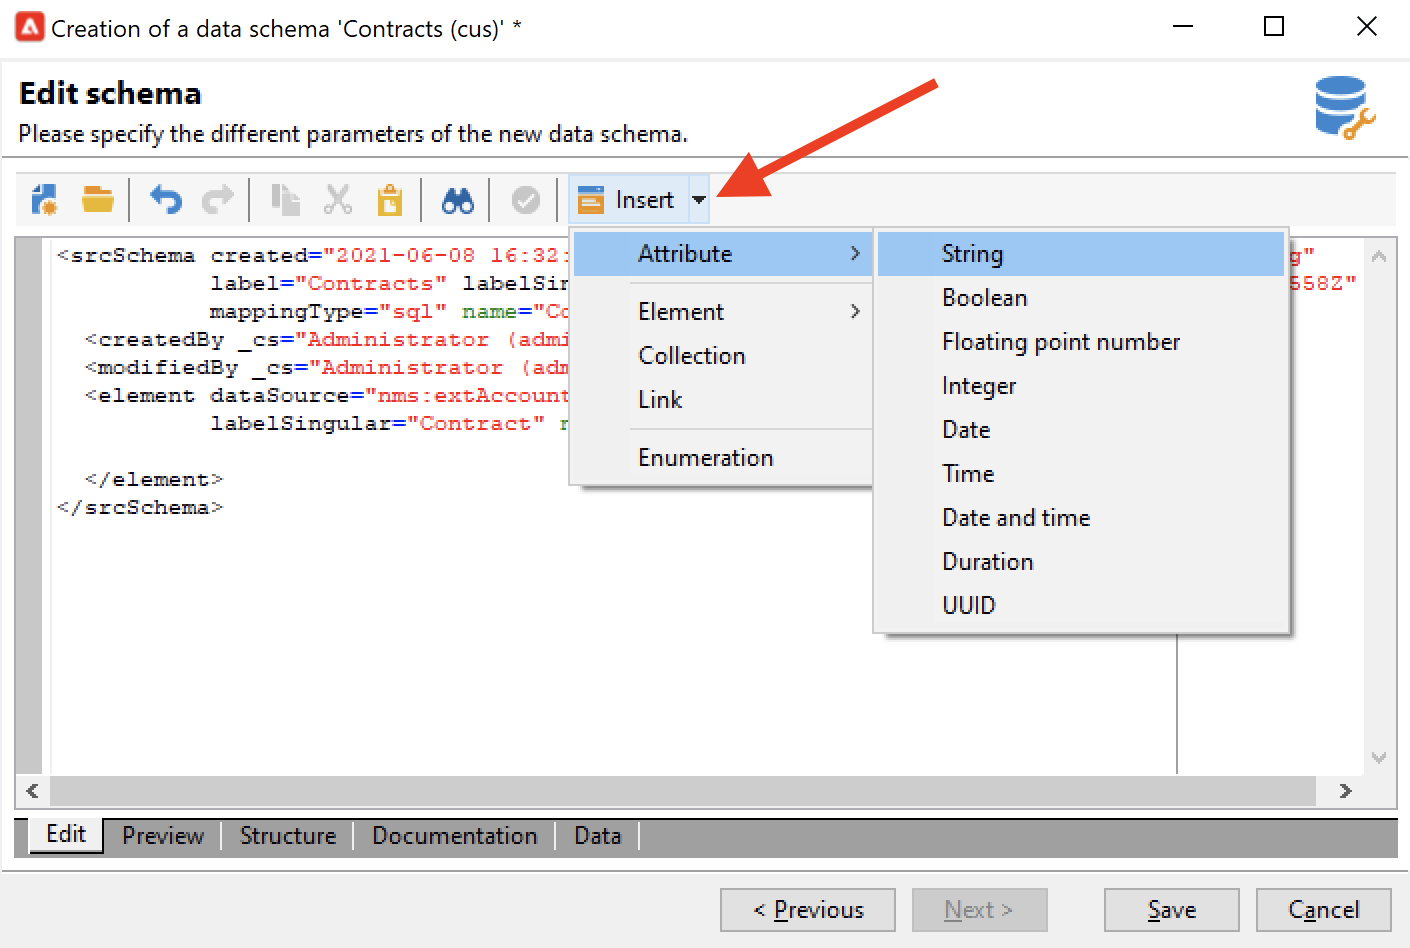 Creation of a data schema 'Contracts (cus)' *
Edit schema
Please specify the different parameters of the new data schema.
Insert
<srcSchema created="2021-06-08 16:32:
g"
label="Contracts" labelSin
558Z"
mappingType="sql" name="Co
<createdBy _cs="Administrator (admi
<modifiedBy _cs="Administrator (adm
<element dataSource="nms:extAccount
labelSingular="Contract" n
</element>
</srcSchema>
Attribute >
Element >
Collection
Link
Enumeration
String
Boolean
Floating point number
Integer
Date
Time
Date and time
Duration
UUID
Edit Preview Structure Documentation Data
< Previous Next > Save Cancel